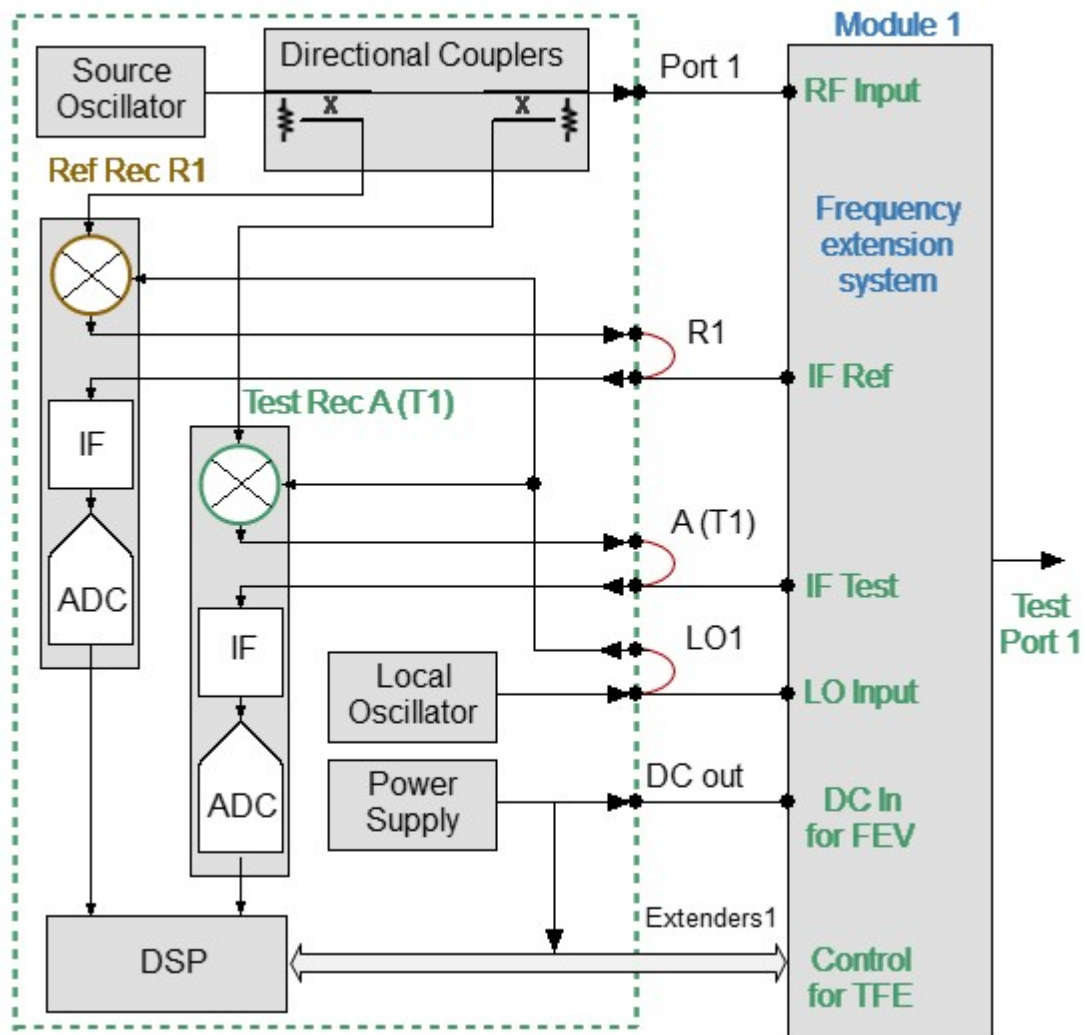 Module 1
Source
Oscillator
Directional Couplers
X
X
Port 1
RF Input
Ref Rec R1
Frequency
extension
system
R1
IF Ref
IF
ADC
Test Rec A (T1)
A (T1)
IF Test
IF
ADC
Test
Port 1
LO1
Local
Oscillator
LO Input
Power
Supply
DC out
DC In
for FEV
Extenders1
DSP
Control
for TFE